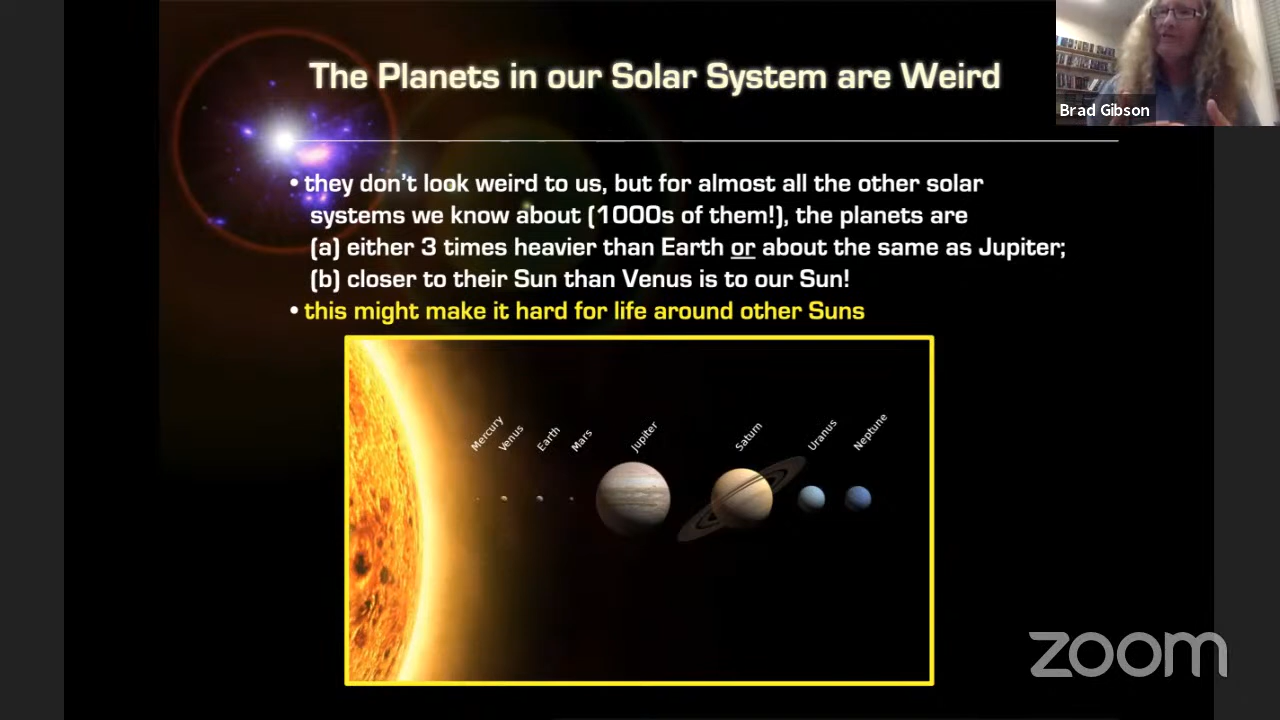 The Planets in our Solar System are Weird
Brad Gibson
• they don't look weird to us, but for almost all the other solar
systems we know about (1000s of them!), the planets are
(a) either 3 times heavier than Earth or about the same as Jupiter;
(b) closer to their Sun than Venus is to our Sun!
• this might make it hard for life around other Suns
Mercury
Venus
Earth
Mars
Jupiter
Saturn
Uranus
Neptune
zoom